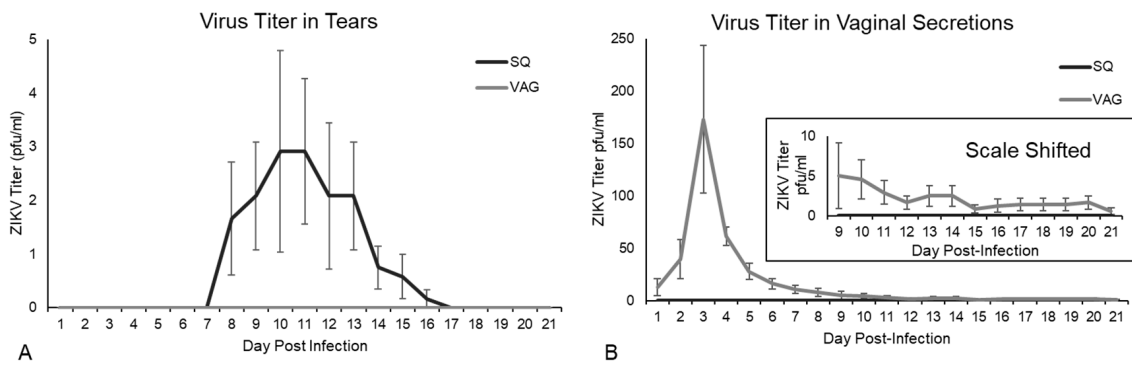 Virus Titer in Tears
ZIKV Titer (pfu/ml)
5
4
3
2
1
0
SQ
VAG
1 2 3 4 5 6 7 8 9 10 11 12 13 14 15 16 17 18 19 20 21
Day Post Infection
A
Virus Titer in Vaginal Secretions
ZIKV Titer pfu/ml
250
200
150
100
50
0
SQ
VAG
Scale Shifted
ZIKV Titer
pfu/ml
10
5
0
9 10 11 12 13 14 15 16 17 18 19 20 21
Day Post-Infection
1 2 3 4 5 6 7 8 9 10 11 12 13 14 15 16 17 18 19 20 21
Day Post-Infection
B